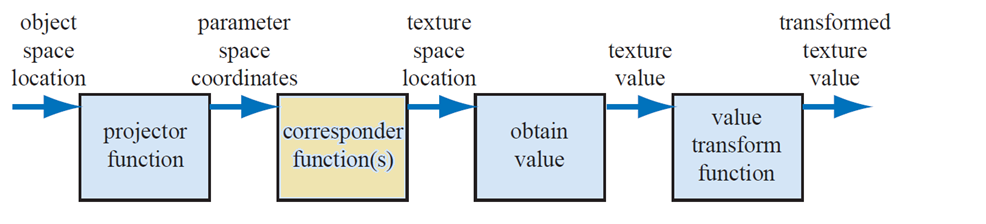 object
space
location
parameter
space
coordinates
texture
space
location
texture
value
transformed
texture
value
projector
function
corresponder
function(s)
obtain
value
value
transform
function